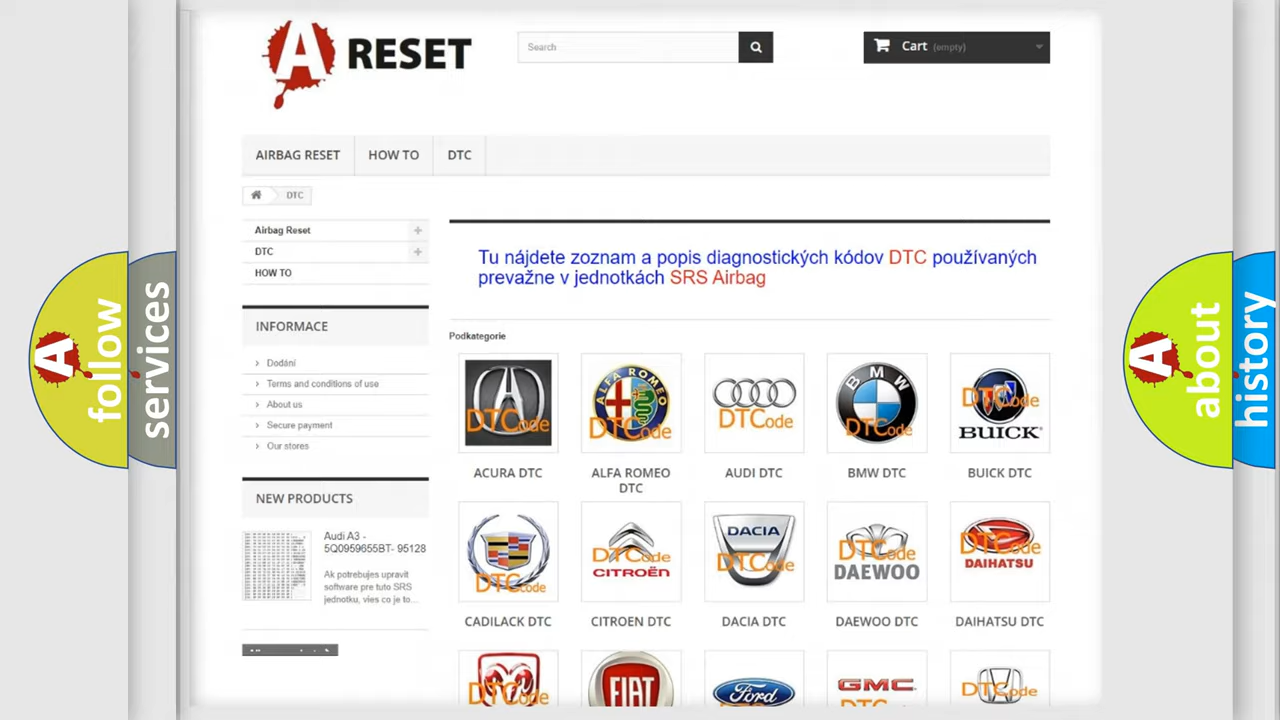 A RESET
Search
Cart (empty)
AIRBAG RESET
HOW TO
DTC
DTC
Airbag Reset
DTC
HOW TO
INFORMACE
Dodání
Terms and conditions of use
About us
Secure payment
Our stores
NEW PRODUCTS
Audi A3 -
5Q0959655BT- 95128
Ak potrebujes upravit
software pre tuto SRS
jednotku, vies co je to...
Tu nájdete zoznam a popis diagnostických kódov DTC používaných
prevažne v jednotkách SRS Airbag
Podkategorie
DTCode
ALFA ROMEO
DTCode
DTCode
BMW
DTCode
DTCode
BUICK
ACURA DTC
ALFA ROMEO
DTC
AUDI DTC
BMW DTC
BUICK DTC
DTCode
DTCode
CITROËN
DACIA
DTCode
DTCode
DAEWOO
DTCode
DAIHATSU
CADILACK DTC
CITROEN DTC
DACIA DTC
DAEWOO DTC
DAIHATSU DTC
DTCode
FIAT
Ford
GMC
DTCode
A follow
services
A about
history